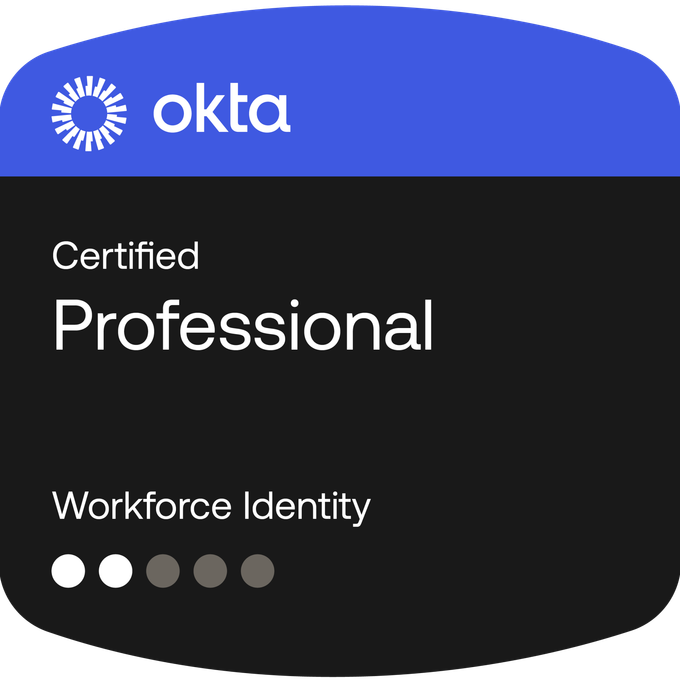 okta
Certified
Professional
Workforce Identity